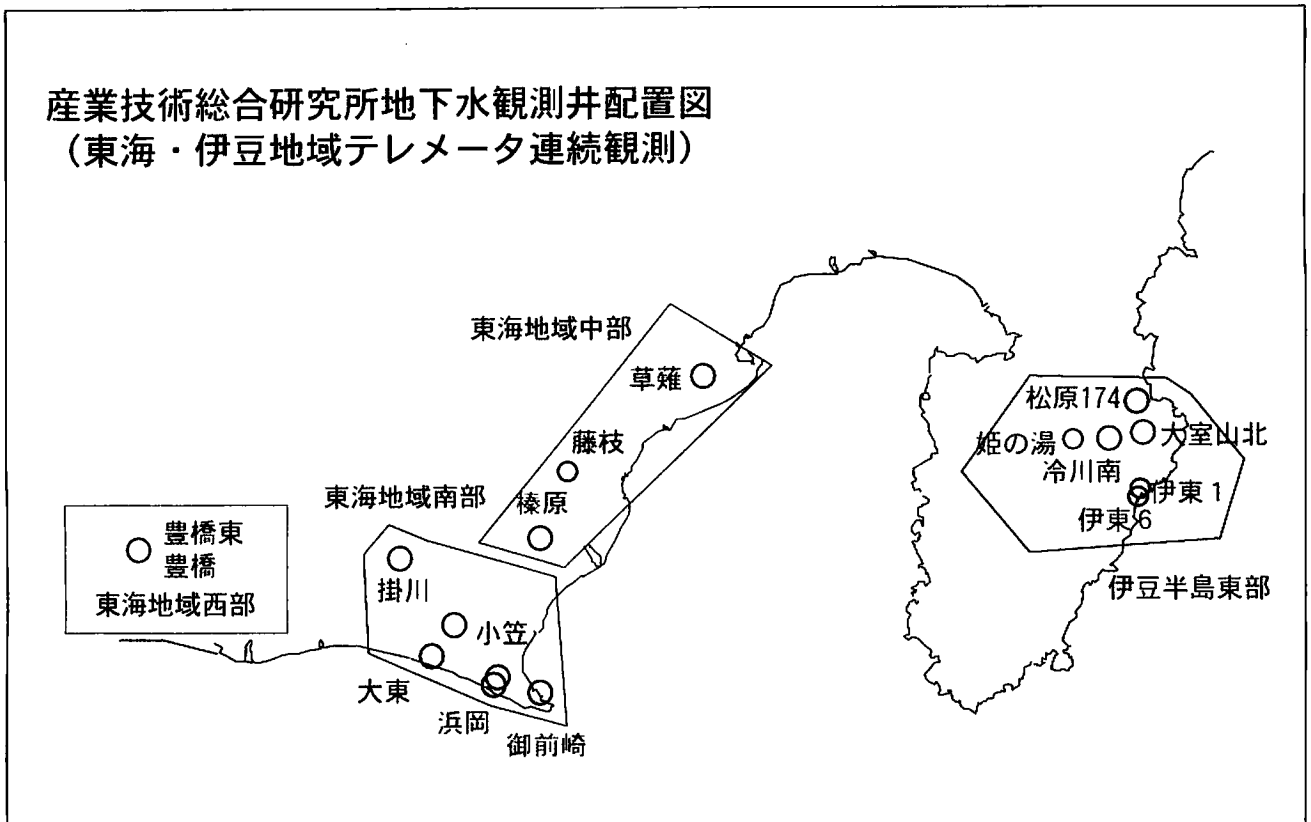 産業技術総合研究所地下水観測井配置図
（東海・伊豆地域テレメータ連続観測）
東海地域中部
草薙
藤枝
東海地域南部
榛原
豊橋東
豊橋
東海地域西部
掛川
小笠
大東
浜岡
御前崎
松原174
姫の湯
大室山北
冷川南
伊東1
伊東6
伊豆半島東部